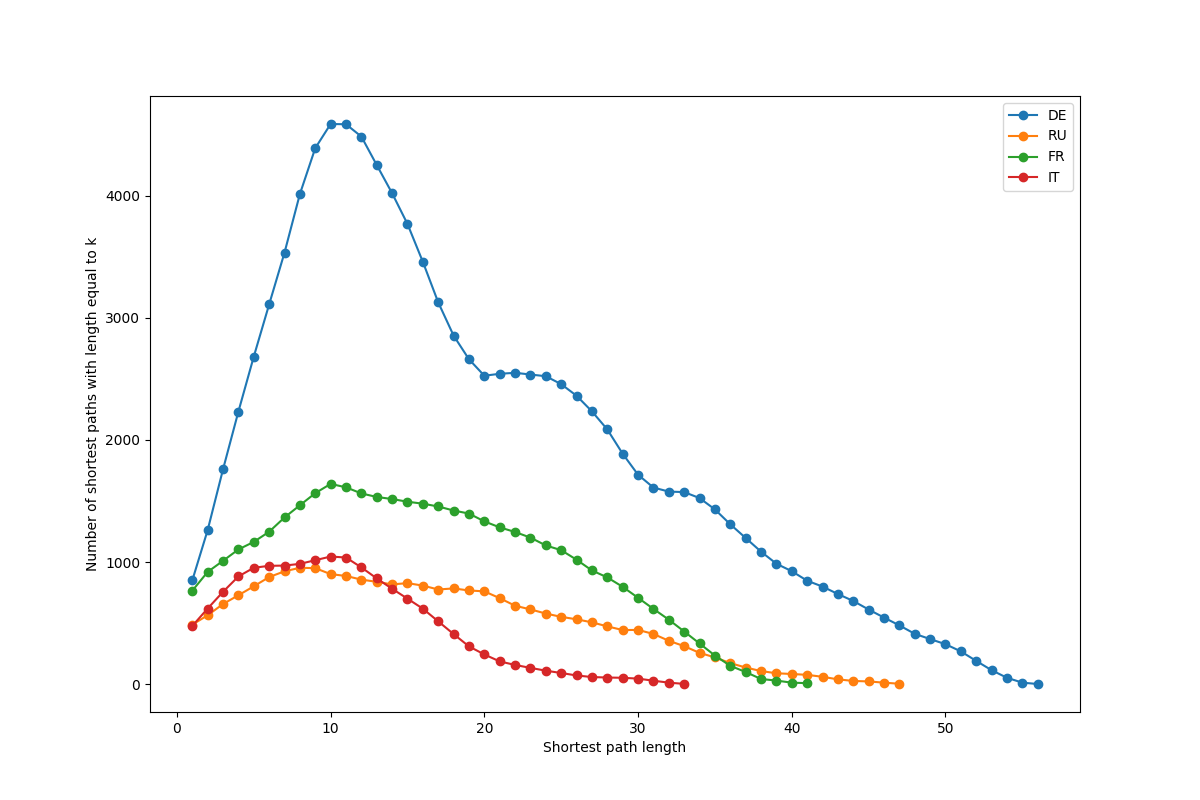 DE
RU
FR
IT
4000
3000
2000
1000
0
Number of shortest paths with length equal to k
0 10 20 30 40 50
Shortest path length